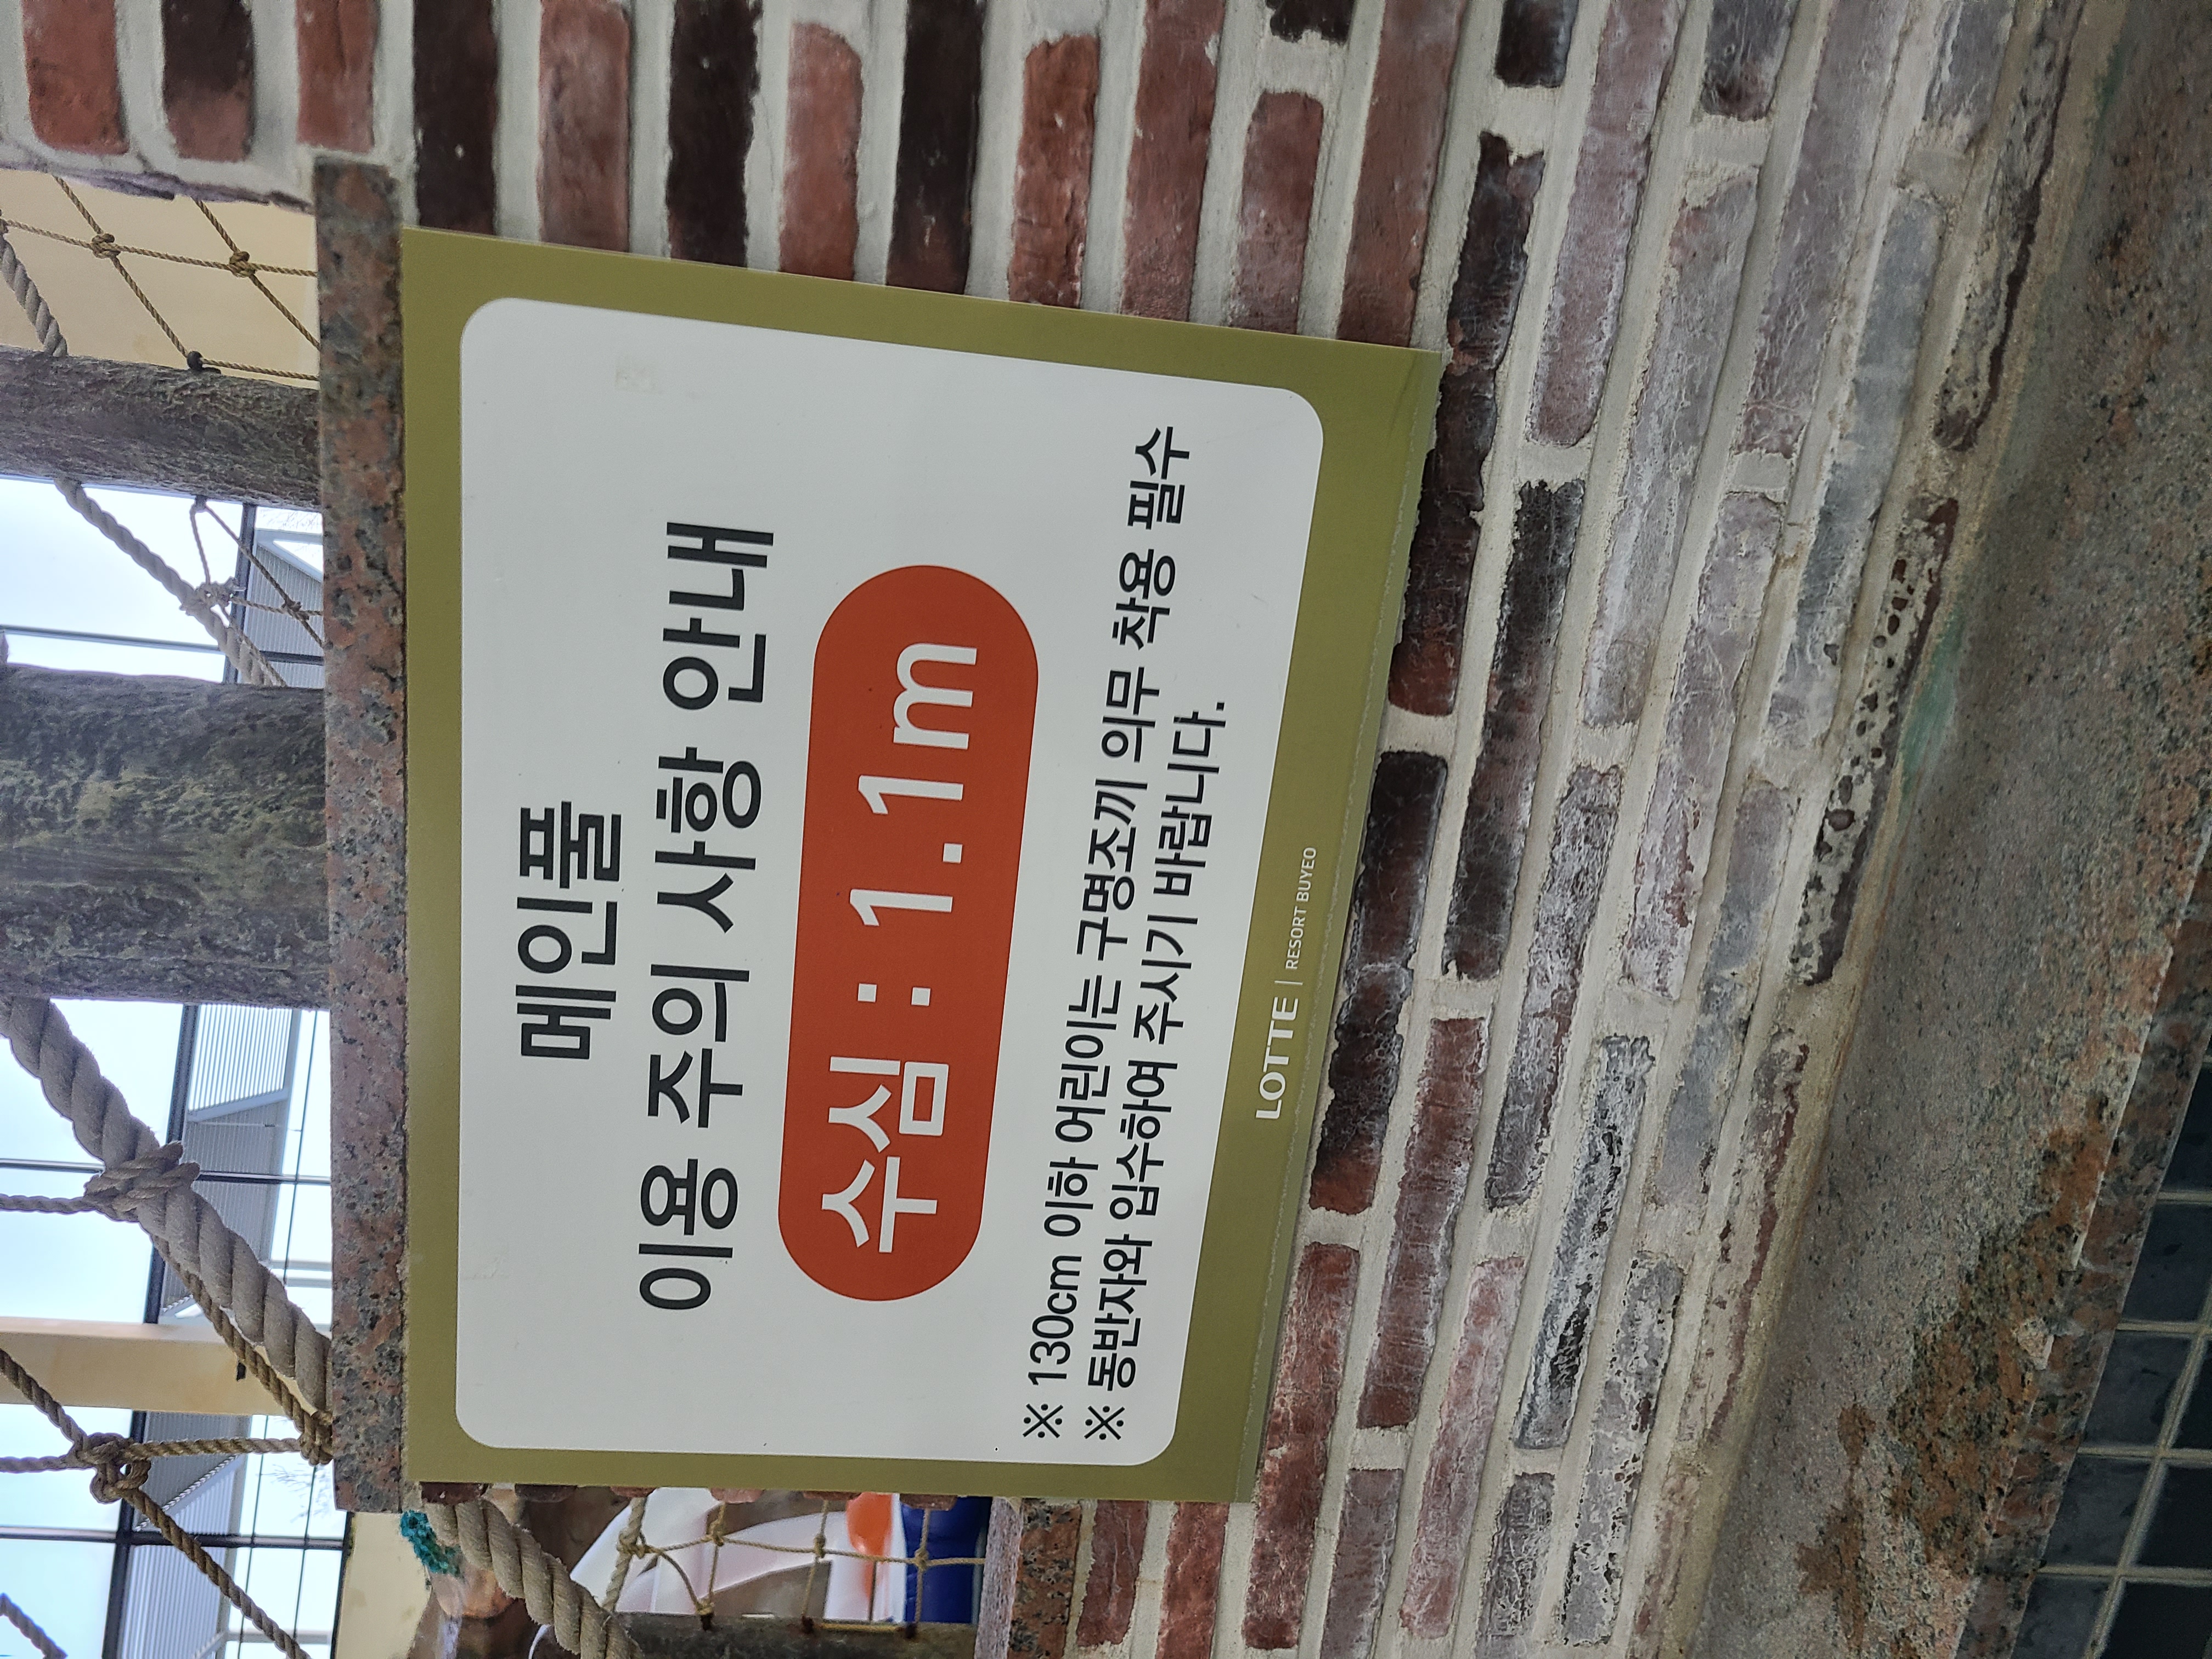 메인풀
이용 주의 사항 안내
수심 : 1.1m
※ 130cm 이하 어린이는 구명조끼 의무 착용 필수
※ 동반자와 입수하여 주시기 바랍니다.
LOTTE | RESORT BUYEO